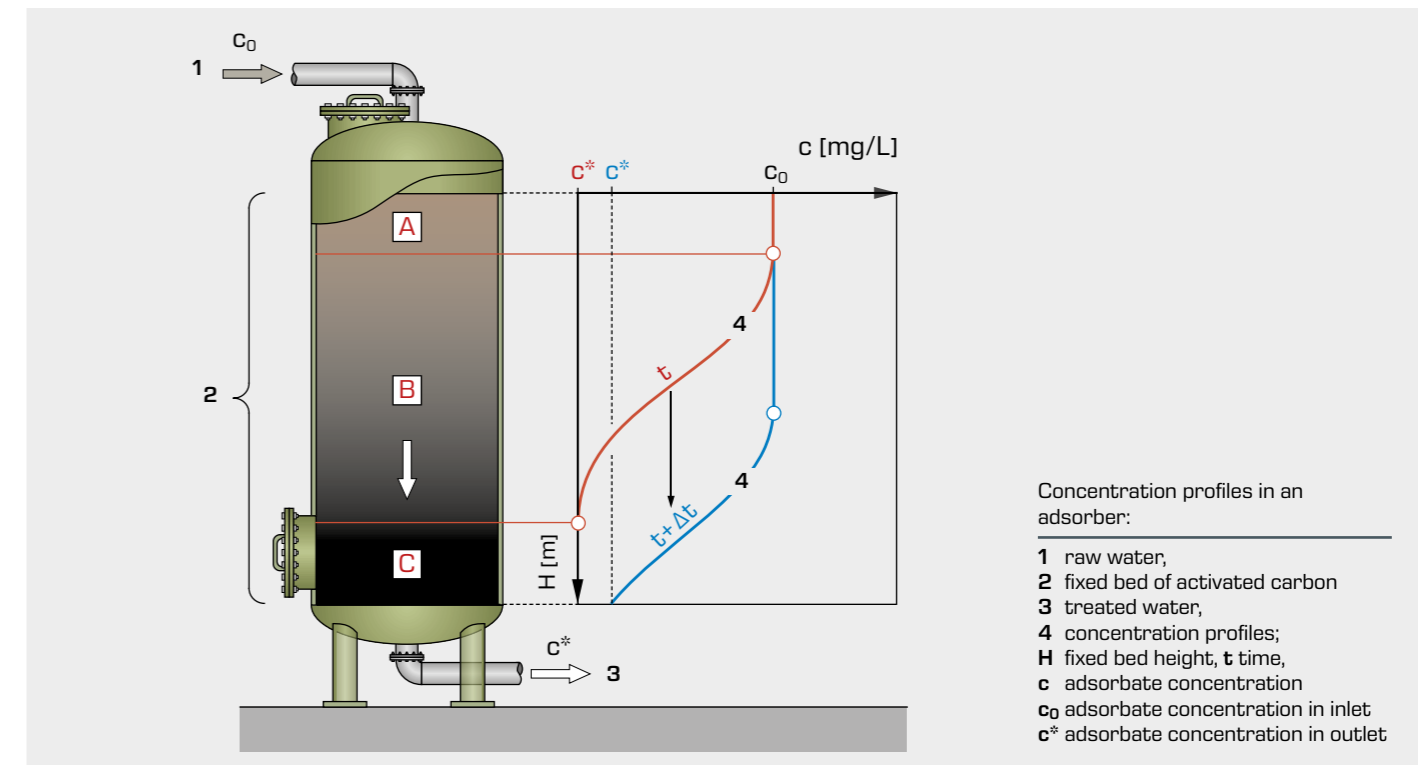 c₀
1
c [mg/L]
c* c* c₀
A
4
t
2
B
4
t+Δt
C
H [m]
c*
3
Concentration profiles in an
adsorber:
1 raw water,
2 fixed bed of activated carbon
3 treated water,
4 concentration profiles;
H fixed bed height, t time,
c adsorbate concentration
c₀ adsorbate concentration in inlet
c* adsorbate concentration in outlet